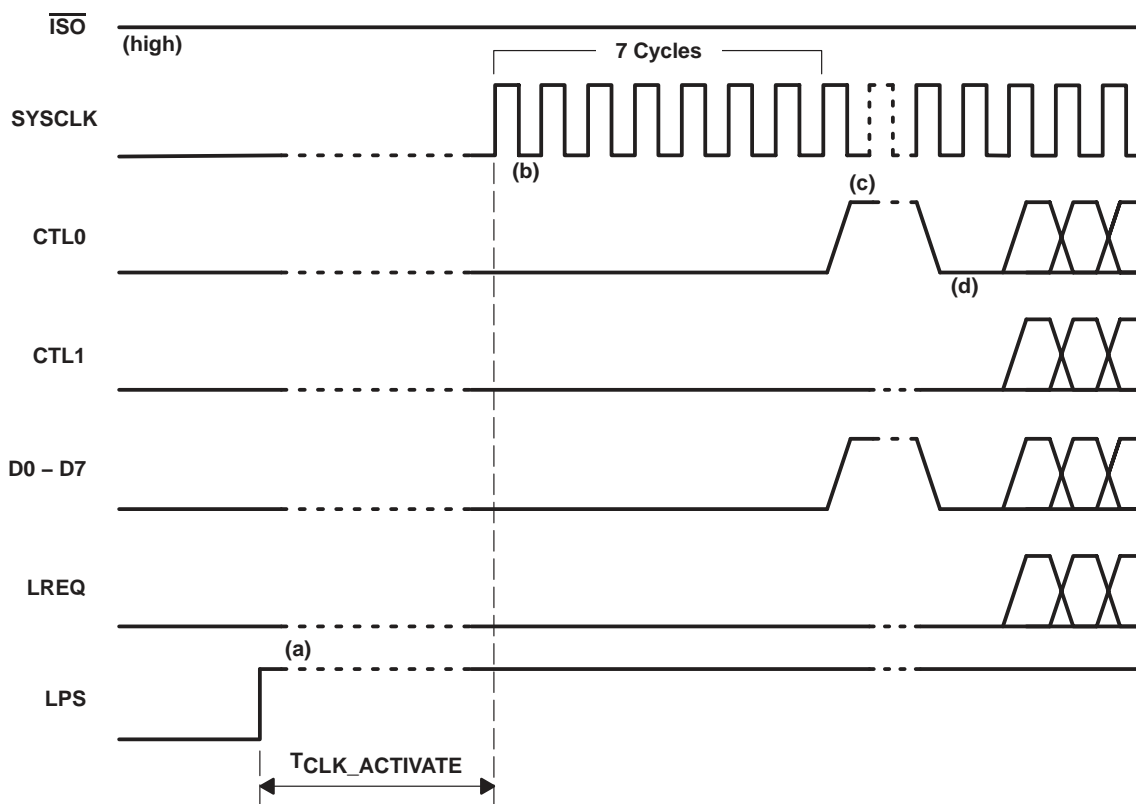 ISO
(high)
7 Cycles
SYSCLK
(b)
(c)
CTL0
(d)
CTL1
D0 – D7
LREQ
(a)
LPS
TCLK_ACTIVATE